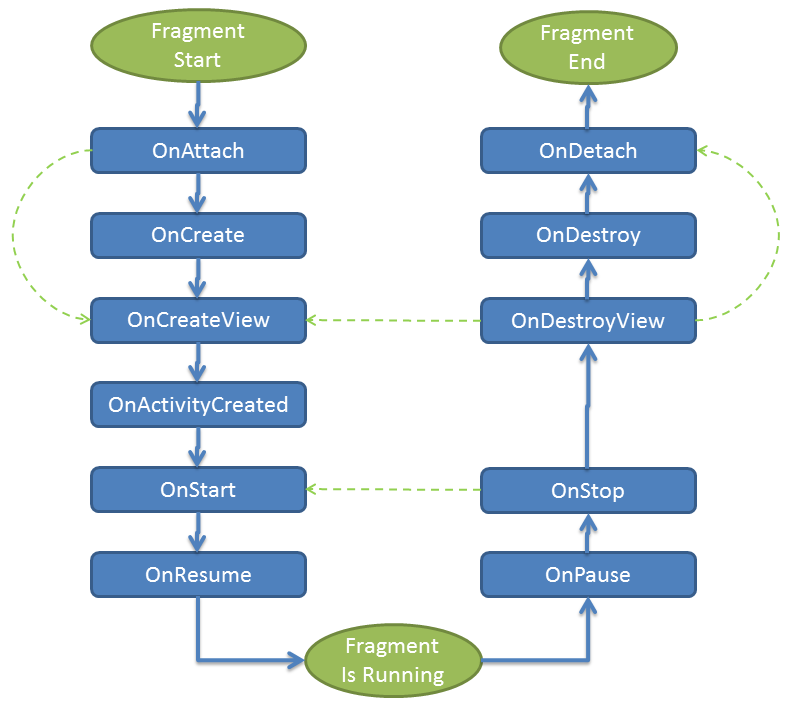 Fragment
Start
OnAttach
OnCreate
OnCreateView
OnActivityCreated
OnStart
OnResume
Fragment
Is Running
Fragment
End
OnDetach
OnDestroy
OnDestroyView
OnStop
OnPause